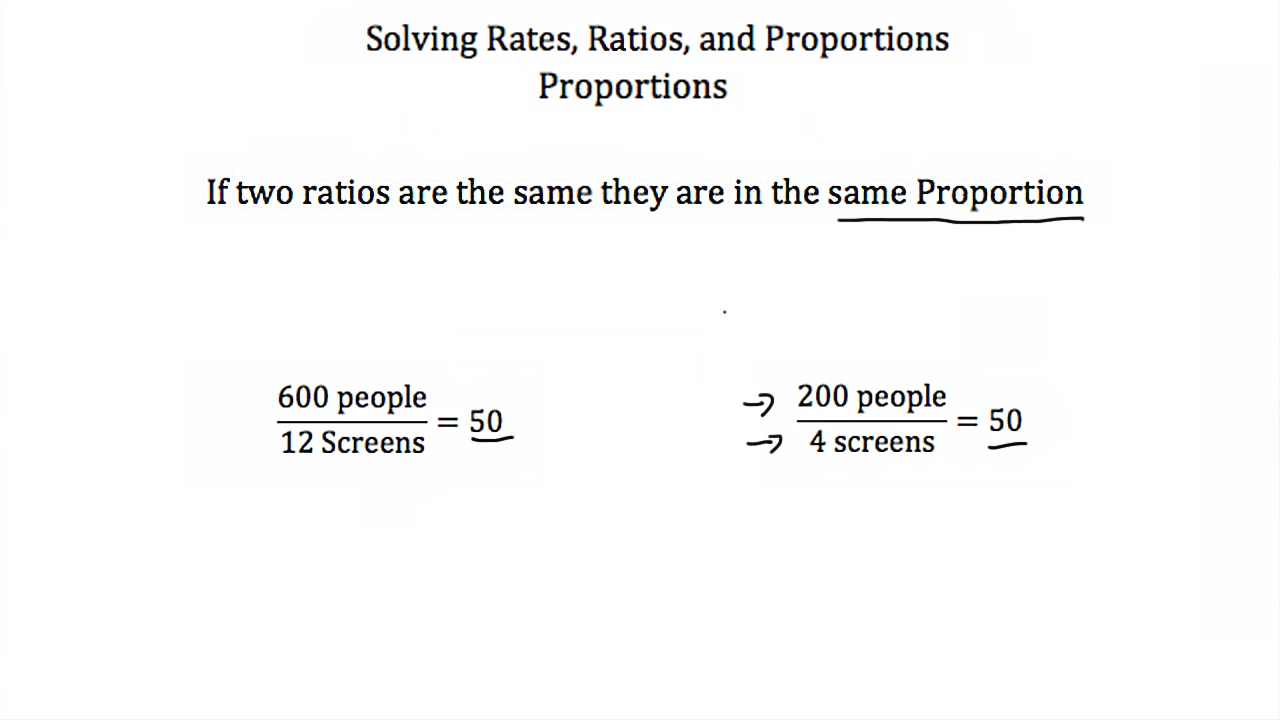 Solving Rates, Ratios, and Proportions
Proportions
If two ratios are the same they are in the same Proportion
600 people
12 Screens
= 50
200 people
4 screens
= 50